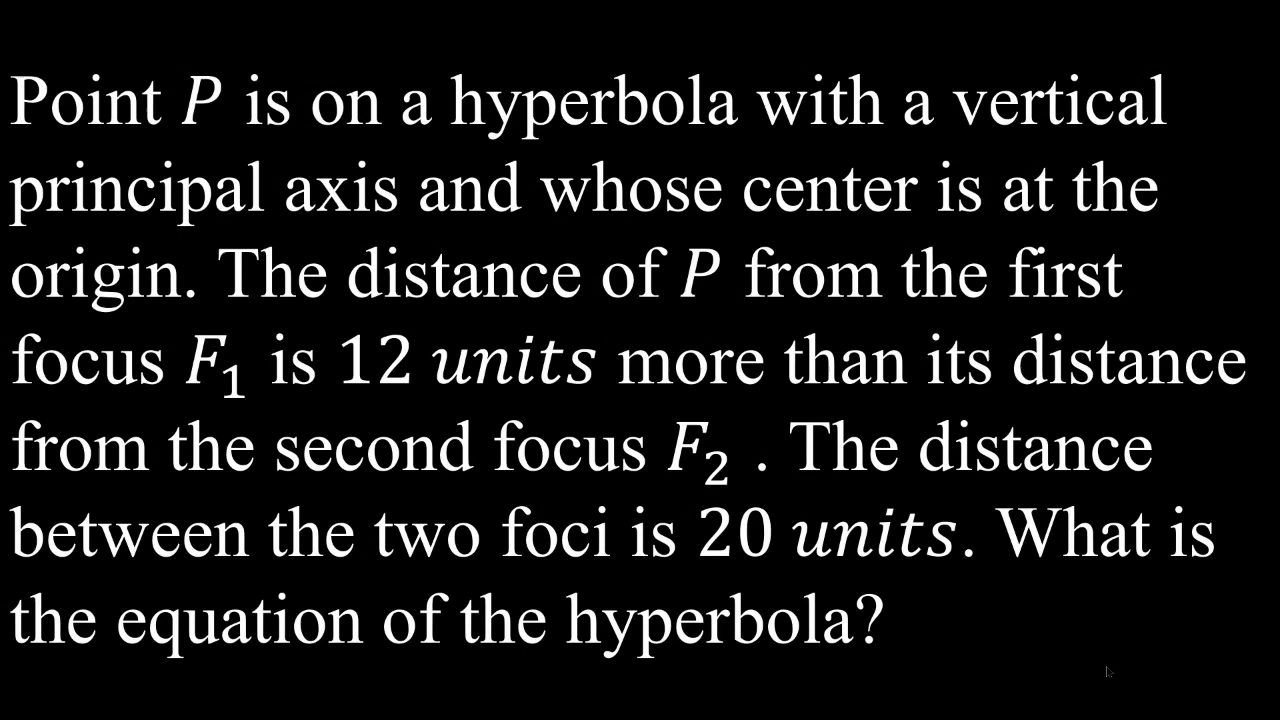 Point P is on a hyperbola with a vertical
principal axis and whose center is at the
origin. The distance of P from the first
focus F₁ is 12 units more than its distance
from the second focus F₂ . The distance
between the two foci is 20 units. What is
the equation of the hyperbola?